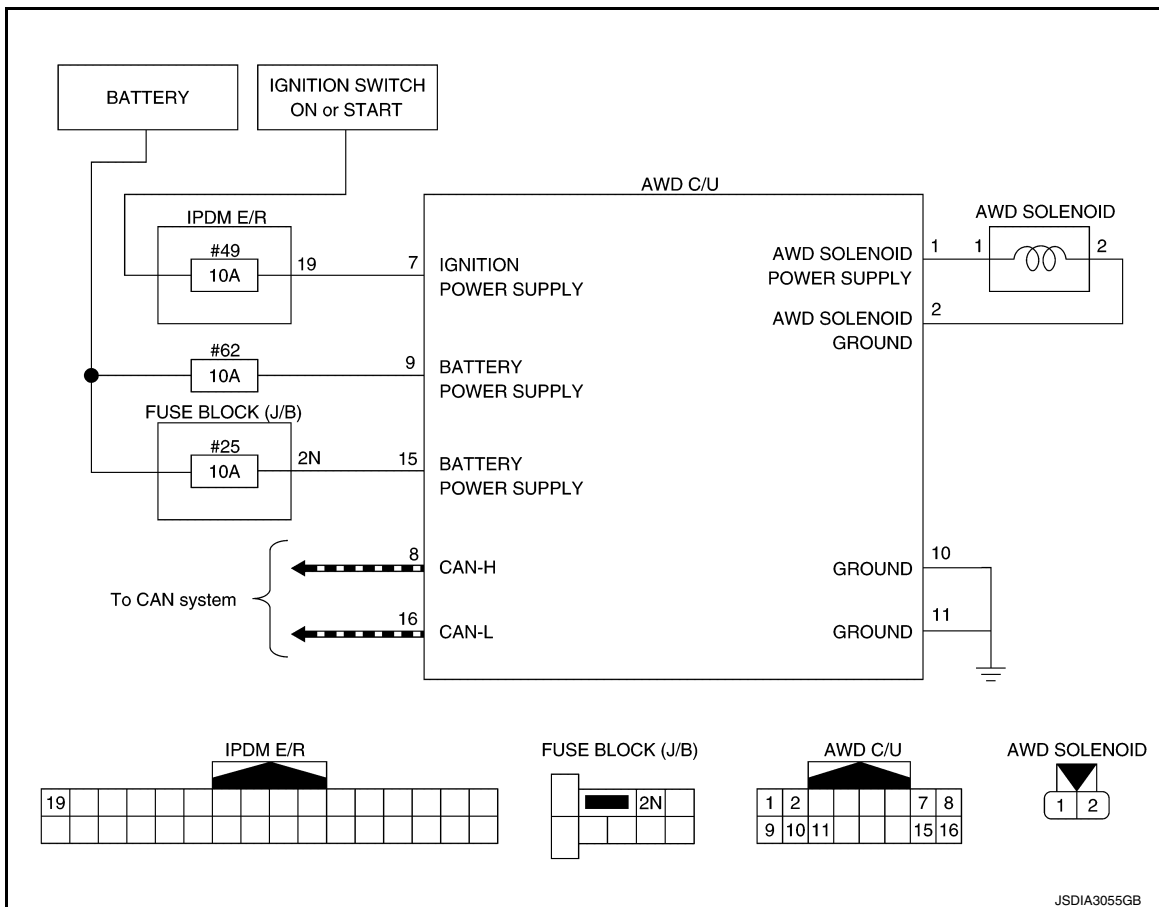 BATTERY
IGNITION SWITCH
ON or START
AWD C/U
IPDM E/R
#49
10A
19
7
IGNITION
POWER SUPPLY
AWD SOLENOID
POWER SUPPLY
1
AWD SOLENOID
1
2
AWD SOLENOID
GROUND
2
#62
10A
9
BATTERY
POWER SUPPLY
FUSE BLOCK (J/B)
#25
10A
2N
15
BATTERY
POWER SUPPLY
To CAN system
8
CAN-H
16
CAN-L
GROUND
10
GROUND
11
IPDM E/R
19
FUSE BLOCK (J/B)
2N
AWD C/U
1 2 7 8
9 10 11 15 16
AWD SOLENOID
1 2
JSDIA3055GB